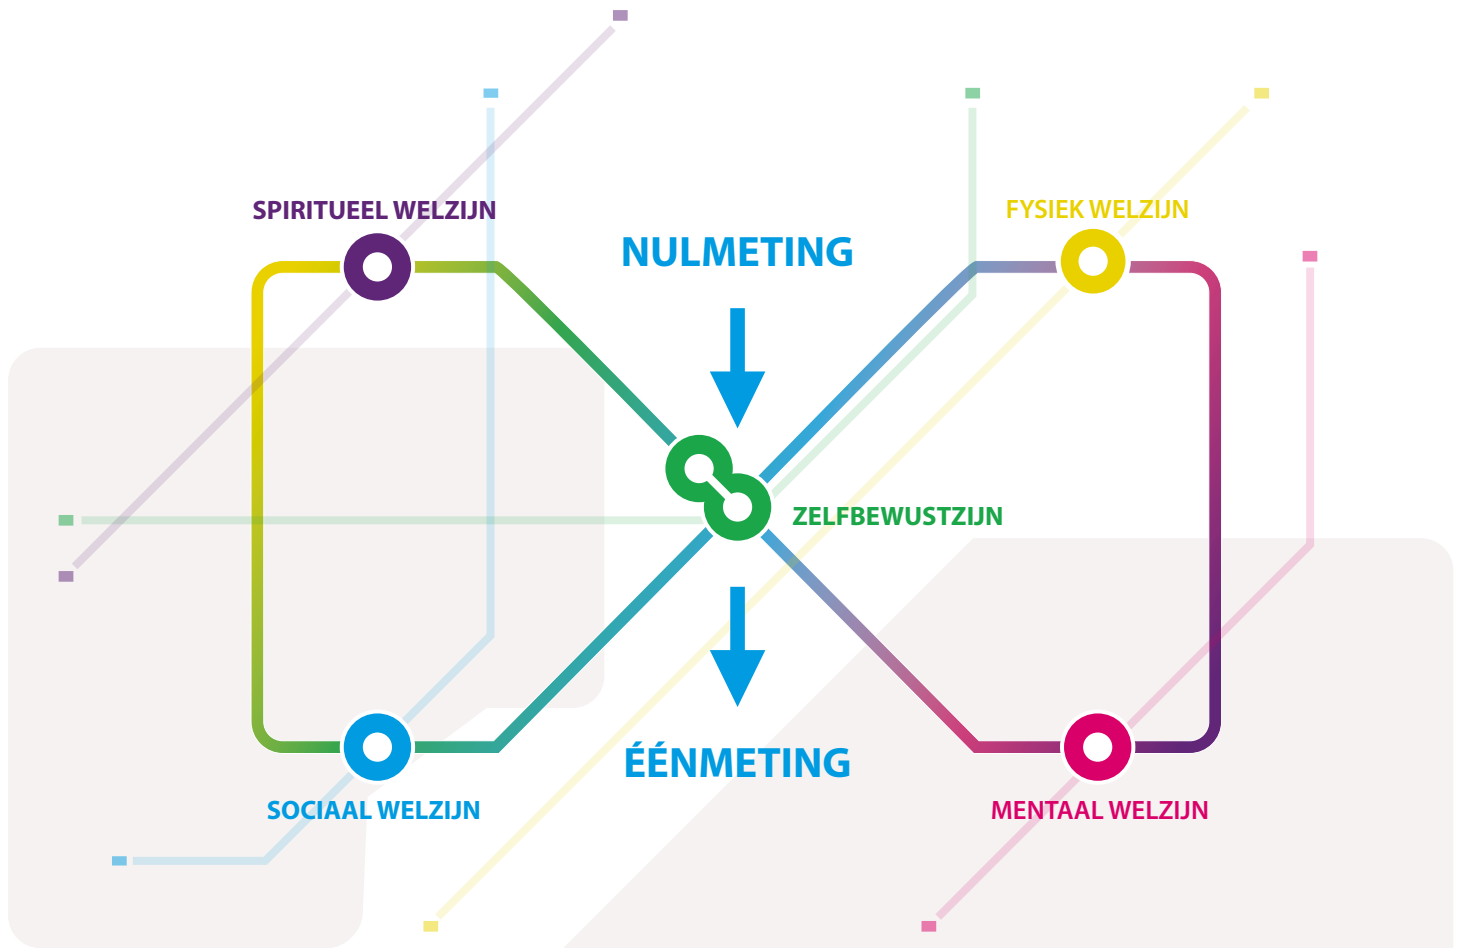 SPIRITUEEL WELZIJN
FYSIEK WELZIJN
NULMETING
ZELFBEWUSTZIJN
ÉÉNMETING
SOCIAAL WELZIJN
MENTAAL WELZIJN